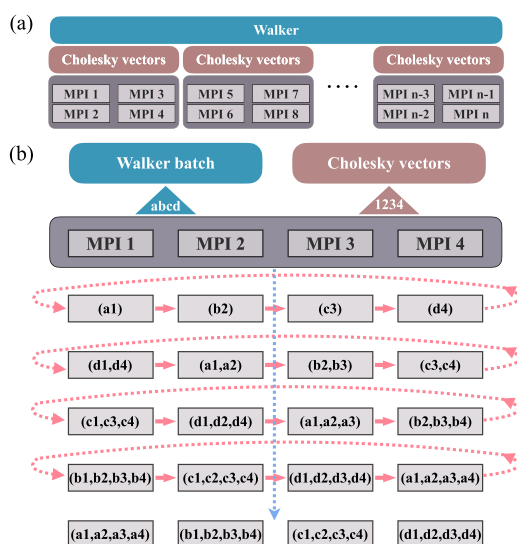 (a)
Walker
Cholesky vectors Cholesky vectors Cholesky vectors
MPI 1 MPI 3 MPI 5 MPI 7 MPI n-3 MPI n-1
MPI 2 MPI 4 MPI 6 MPI 8 MPI n-2 MPI n
(b)
Walker batch Cholesky vectors
abcd 1234
MPI 1 MPI 2 MPI 3 MPI 4
(a1) (b2) (c3) (d4)
(d1,d4) (a1,a2) (b2,b3) (c3,c4)
(c1,c3,c4) (d1,d2,d4) (a1,a2,a3) (b2,b3,b4)
(b1,b2,b3,b4) (c1,c2,c3,c4) (d1,d2,d3,d4) (a1,a2,a3,a4)
(a1,a2,a3,a4) (b1,b2,b3,b4) (c1,c2,c3,c4) (d1,d2,d3,d4)